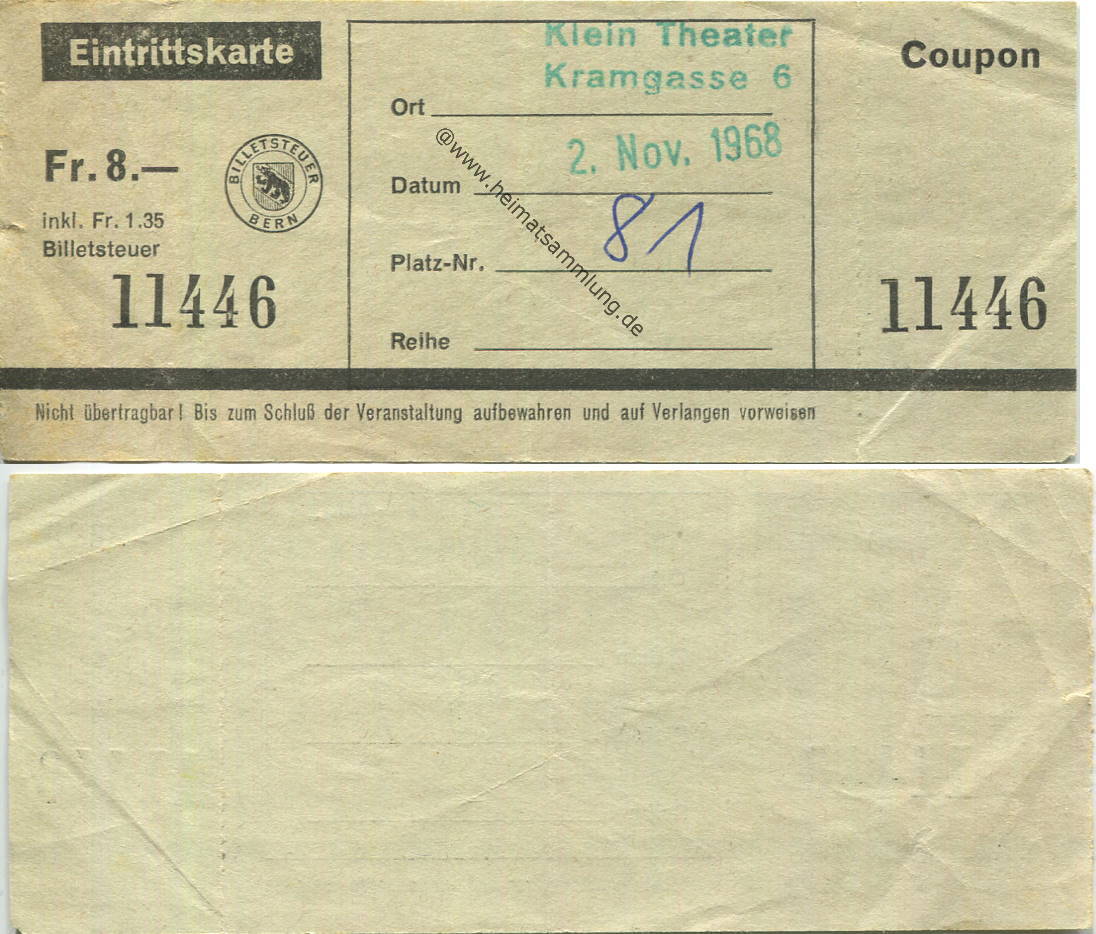 Eintrittskarte
Fr. 8.—
inkl. Fr. 1.35
Billetsteuer
BILLETSTEUER
BERN
11446
Klein Theater
Kramgasse 6
Ort
2. Nov. 1968
Datum
81
Platz-Nr.
Reihe
@www.heimatsammlung.de
Coupon
11446
Nicht übertragbar! Bis zum Schluß der Veranstaltung aufbewahren und auf Verlangen vorweisen